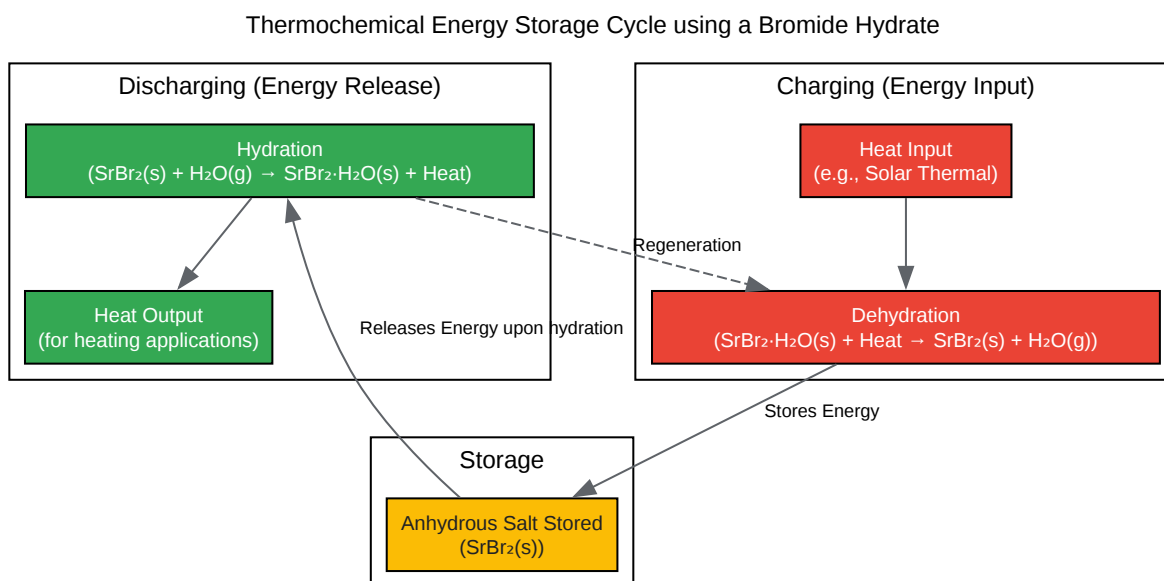 Thermochemical Energy Storage Cycle using a Bromide Hydrate
Discharging (Energy Release)
Hydration
(SrBr₂(s) + H₂O(g) → SrBr₂·H₂O(s) + Heat)
Heat Output
(for heating applications)
Charging (Energy Input)
Heat Input
(e.g., Solar Thermal)
Regeneration
Dehydration
(SrBr₂·H₂O(s) + Heat → SrBr₂(s) + H₂O(g))
Releases Energy upon hydration
Stores Energy
Storage
Anhydrous Salt Stored
(SrBr₂(s))